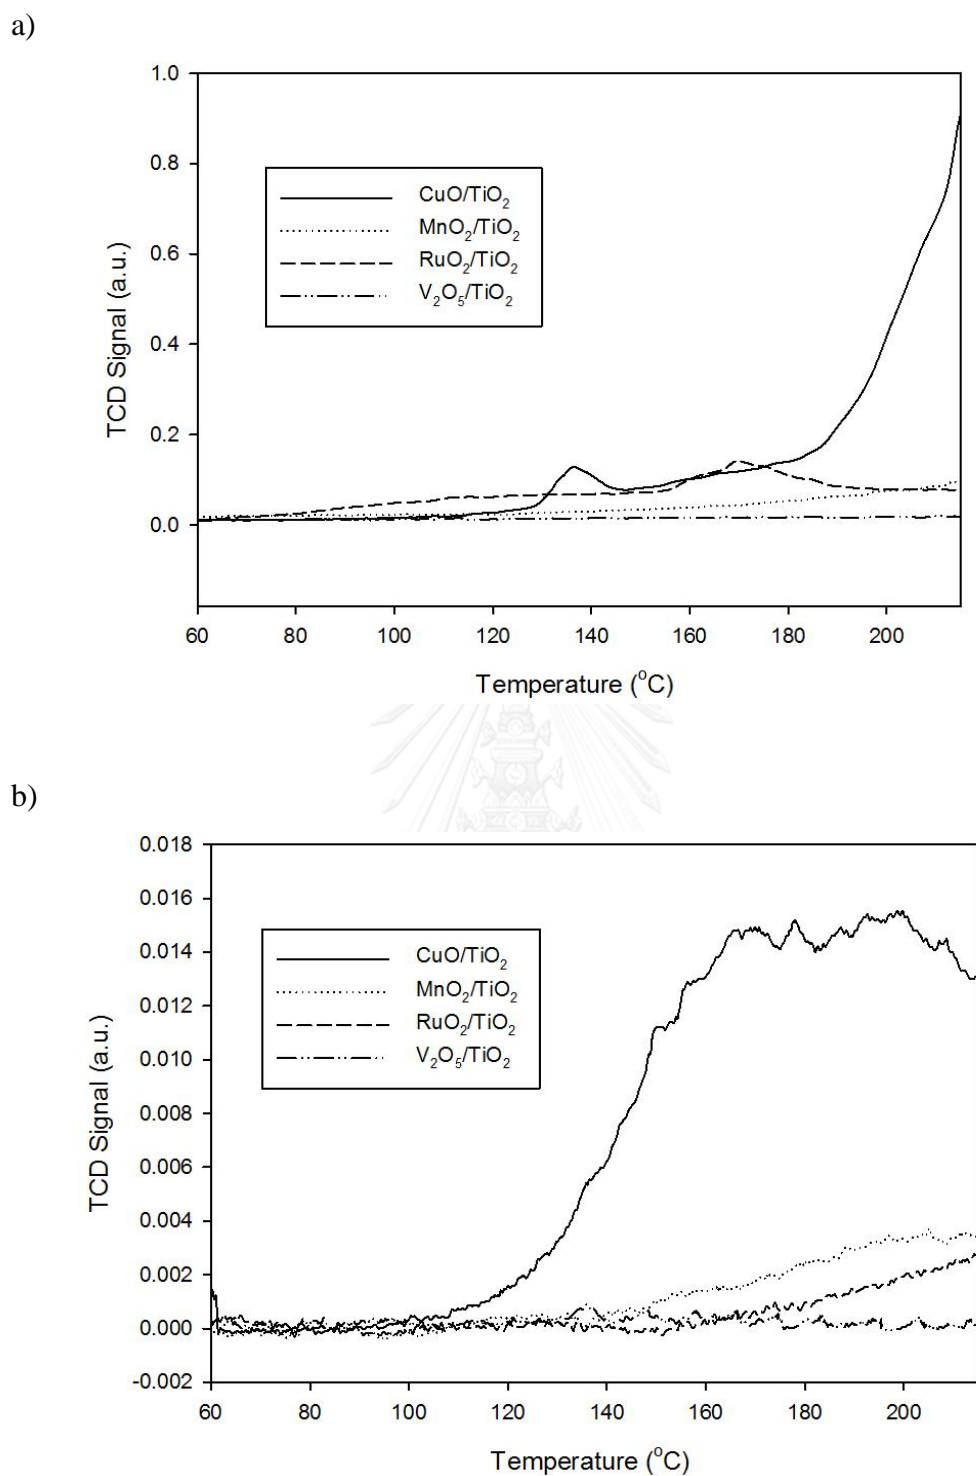 a)
1.0
0.8
0.6
0.4
0.2
0.0
TCD Signal (a.u.)
CuO/TiO₂
MnO₂/TiO₂
RuO₂/TiO₂
V₂O₅/TiO₂
60 80 100 120 140 160 180 200
Temperature (°C)
b)
0.018
0.016
0.014
0.012
0.010
0.008
0.006
0.004
0.002
0.000
-0.002
TCD Signal (a.u.)
CuO/TiO₂
MnO₂/TiO₂
RuO₂/TiO₂
V₂O₅/TiO₂
60 80 100 120 140 160 180 200
Temperature (°C)